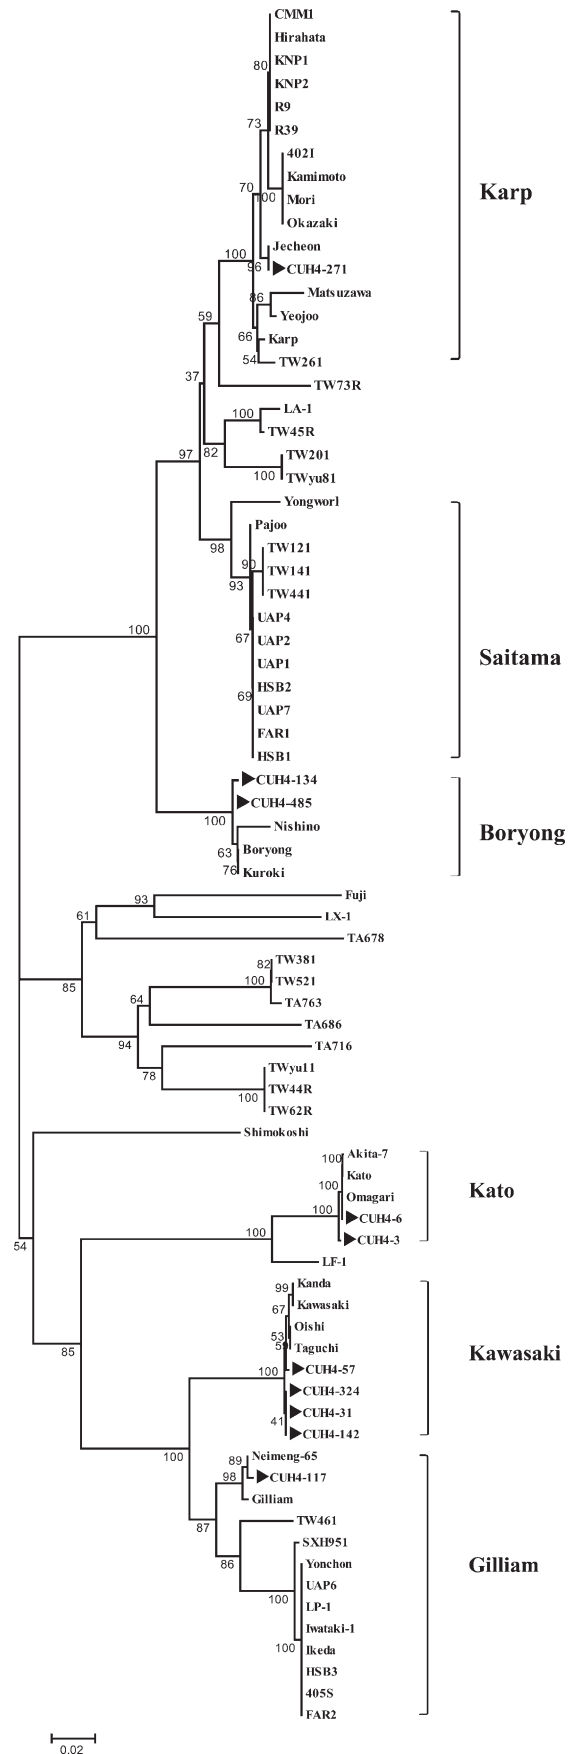 CMM1
Hirahata
KNP1
80
KNP2
R9
73
R39
402I
Kamimoto
70
100
Mori
Karp
Okazaki
Jecheon
100
96
CUH4-271
86
Matsuzawa
59
Yeojoo
66
Karp
54
TW261
37
TW73R
100
LA-1
TW45R
97
82
TW201
100
TWyu81
Yongworl
Pajoo
98
TW121
90
TW141
93
TW441
UAP4
100
67
UAP2
Saitama
UAP1
HSB2
69
UAP7
FAR1
HSB1
CUH4-134
CUH4-485
100
Nishino
Boryong
63
Boryong
76
Kuroki
93
Fuji
61
LX-1
TA678
82
TW381
85
100
TW521
64
TA763
TA686
94
TA716
78
TWyu11
100
TW44R
TW62R
Shimokoshi
100
Akita-7
Kato
100
Kato
Omagari
100
CUH4-6
100
CUH4-3
54
LF-1
99
Kanda
67
Kawasaki
53
Oishi
59
Taguchi
85
Kawasaki
100
CUH4-57
CUH4-324
41
CUH4-31
CUH4-142
100
89
Neimeng-65
98
CUH4-117
Gilliam
87
TW461
SXH951
86
Yonchon
Gilliam
100
UAP6
LP-1
Iwataki-1
100
Ikeda
HSB3
405S
FAR2
0.02